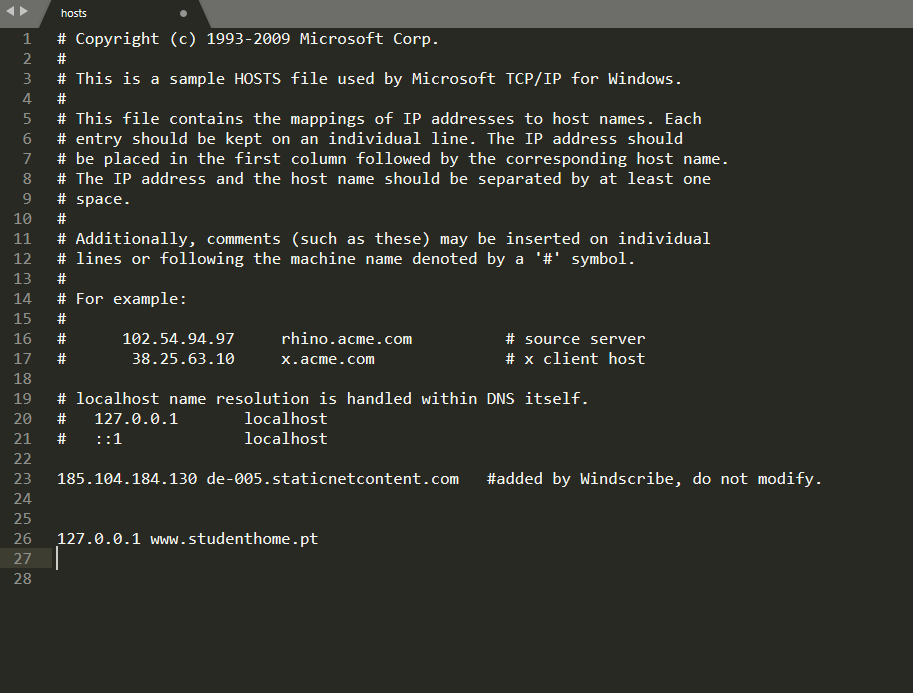 hosts
1 # Copyright (c) 1993-2009 Microsoft Corp.
2 #
3 # This is a sample HOSTS file used by Microsoft TCP/IP for Windows.
4 #
5 # This file contains the mappings of IP addresses to host names. Each
6 # entry should be kept on an individual line. The IP address should
7 # be placed in the first column followed by the corresponding host name.
8 # The IP address and the host name should be separated by at least one
9 # space.
10 #
11 # Additionally, comments (such as these) may be inserted on individual
12 # lines or following the machine name denoted by a '#' symbol.
13 #
14 # For example:
15 #
16 #      102.54.94.97     rhino.acme.com          # source server
17 #       38.25.63.10     x.acme.com              # x client host
18
19 # localhost name resolution is handled within DNS itself.
20 #   127.0.0.1       localhost
21 #   ::1             localhost
22
23 185.104.184.130 de-005.staticnetcontent.com   #added by Windscribe, do not modify.
24
25
26 127.0.0.1 www.studenthome.pt
27
28